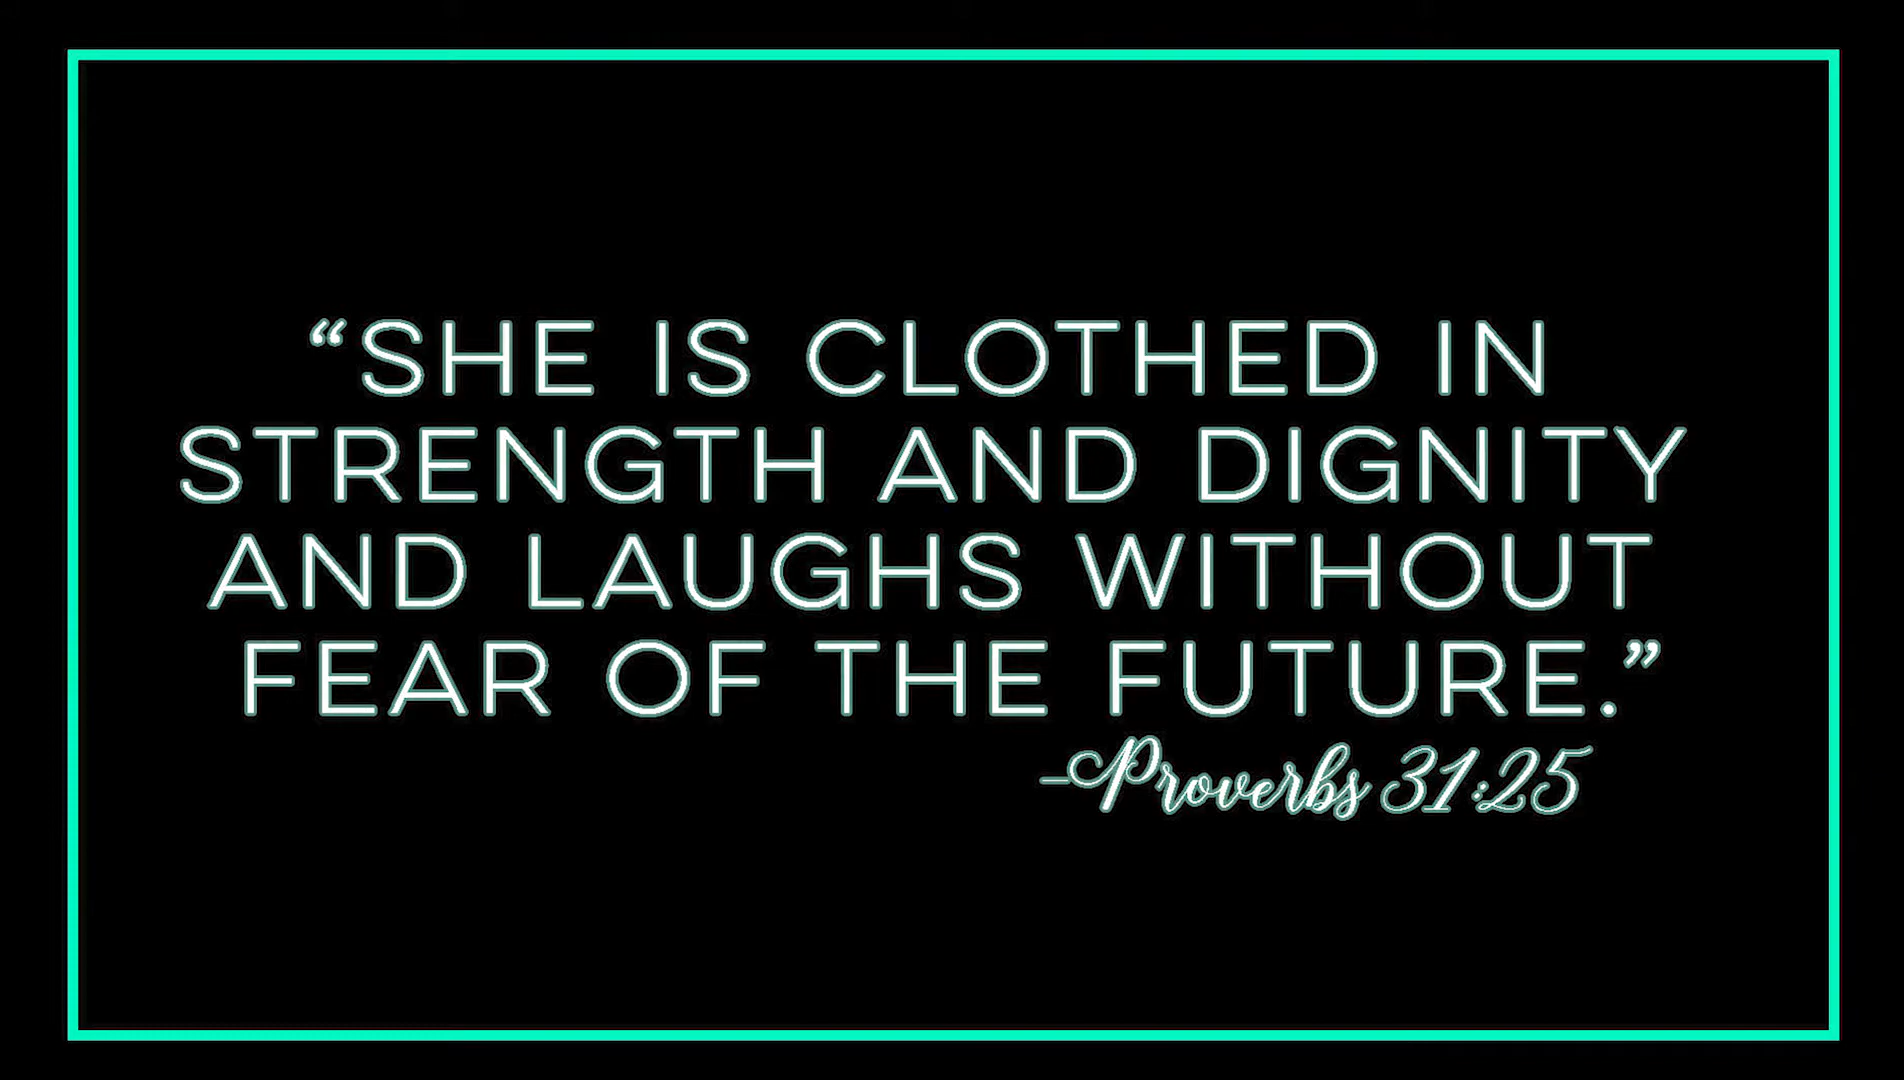 “SHE IS CLOTHED IN
STRENGTH AND DIGNITY
AND LAUGHS WITHOUT
FEAR OF THE FUTURE.”
–Proverbs 31:25